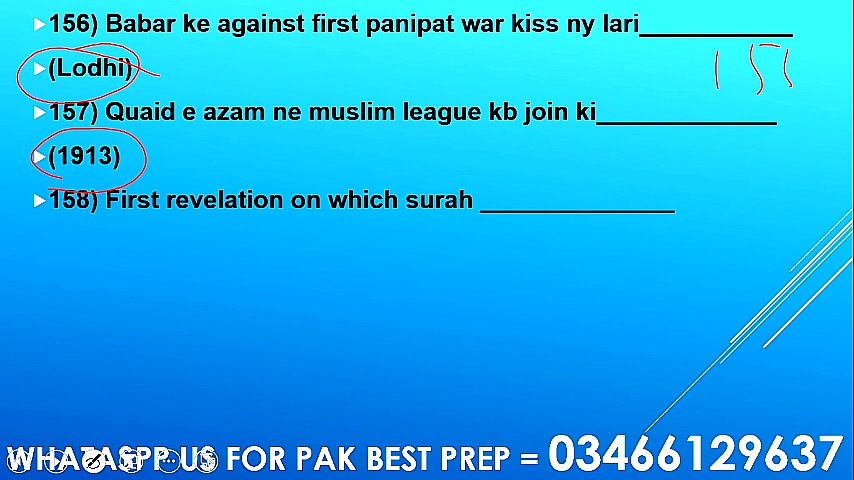 156) Babar ke against first panipat war kiss ny lari____________
(Lodhi)
157) Quaid e azam ne muslim league kb join ki______________
(1913)
158) First revelation on which surah _______________
WHATASPP US FOR PAK BEST PREP = 03466129637